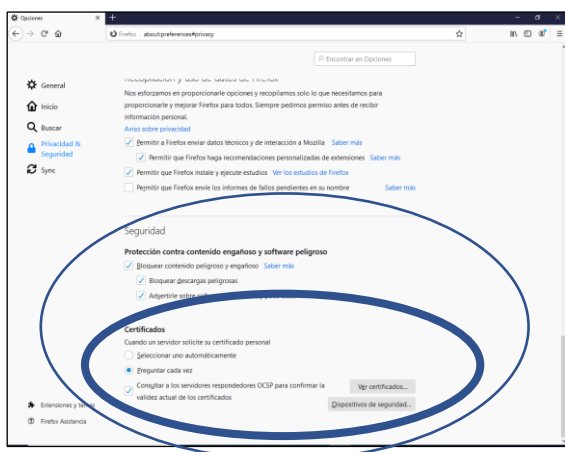 Opciones
Firefox
about:preferences#privacy
Encontrar en Opciones
General
Inicio
Buscar
Privacidad &
Seguridad
Sync
Recopilación y uso de datos de Firefox
Nos esforzamos en proporcionarle opciones y recopilamos solo lo que necesitamos para
proporcionarle y mejorar Firefox para todos. Siempre pedimos permiso antes de recibir
información personal.
Aviso sobre privacidad
Permitir a Firefox enviar datos técnicos y de interacción a Mozilla Saber más
Permitir que Firefox haga recomendaciones personalizadas de extensiones Saber más
Permitir que Firefox instale y ejecute estudios Ver los estudios de Firefox
Permitir que Firefox envíe los informes de fallos pendientes en su nombre Saber más
Seguridad
Protección contra contenido engañoso y software peligroso
Bloquear contenido peligroso y engañoso Saber más
Bloquear descargas peligrosas
Advertirle sobre
Certificados
Cuando un servidor solicite su certificado personal
Seleccionar uno automáticamente
Preguntar cada vez
Consultar a los servidores respondedores OCSP para confirmar la
validez actual de los certificados
Ver certificados...
Dispositivos de seguridad...
Extensiones y temas
Firefox Asistencia